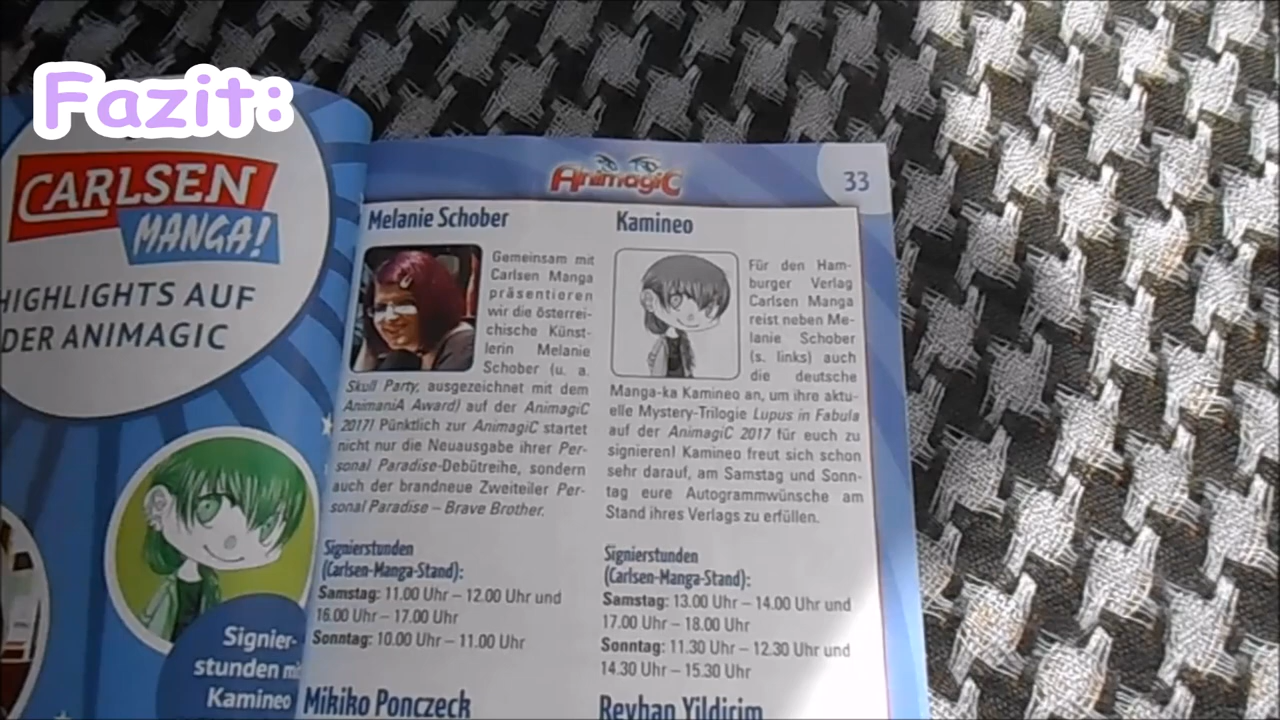 Fazit:
CARLSEN
MANGA!
HIGHLIGHTS AUF
DER ANIMAGIC
Signier-
stunden mit
Kamineo
AnimagiC
33
Melanie Schober
Gemeinsam mit
Carlsen Manga
präsentieren
wir die österrei-
chische Künst-
lerin Melanie
Schober (u. a.
Skull Party, ausgezeichnet mit dem
AnimaniA Award) auf der AnimagiC
2017! Pünktlich zur AnimagiC startet
nicht nur die Neuausgabe ihrer Per-
sonal Paradise-Debütreihe, sondern
auch der brandneue Zweiteiler Per-
sonal Paradise – Brave Brother.
Signierstunden
(Carlsen-Manga-Stand):
Samstag: 11.00 Uhr – 12.00 Uhr und
16.00 Uhr – 17.00 Uhr
Sonntag: 10.00 Uhr – 11.00 Uhr
Mikiko Ponczeck
Kamineo
Für den Ham-
burger Verlag
Carlsen Manga
reist neben Me-
lanie Schober
(s. links) auch
die deutsche
Manga-ka Kamineo an, um ihre aktu-
elle Mystery-Trilogie Lupus in Fabula
auf der AnimagiC 2017 für euch zu
signieren! Kamineo freut sich schon
sehr darauf, am Samstag und Sonn-
tag eure Autogrammwünsche am
Stand ihres Verlags zu erfüllen.
Signierstunden
(Carlsen-Manga-Stand):
Samstag: 13.00 Uhr – 14.00 Uhr und
17.00 Uhr – 18.00 Uhr
Sonntag: 11.30 Uhr – 12.30 Uhr und
14.30 Uhr – 15.30 Uhr
Reyhan Yildirim